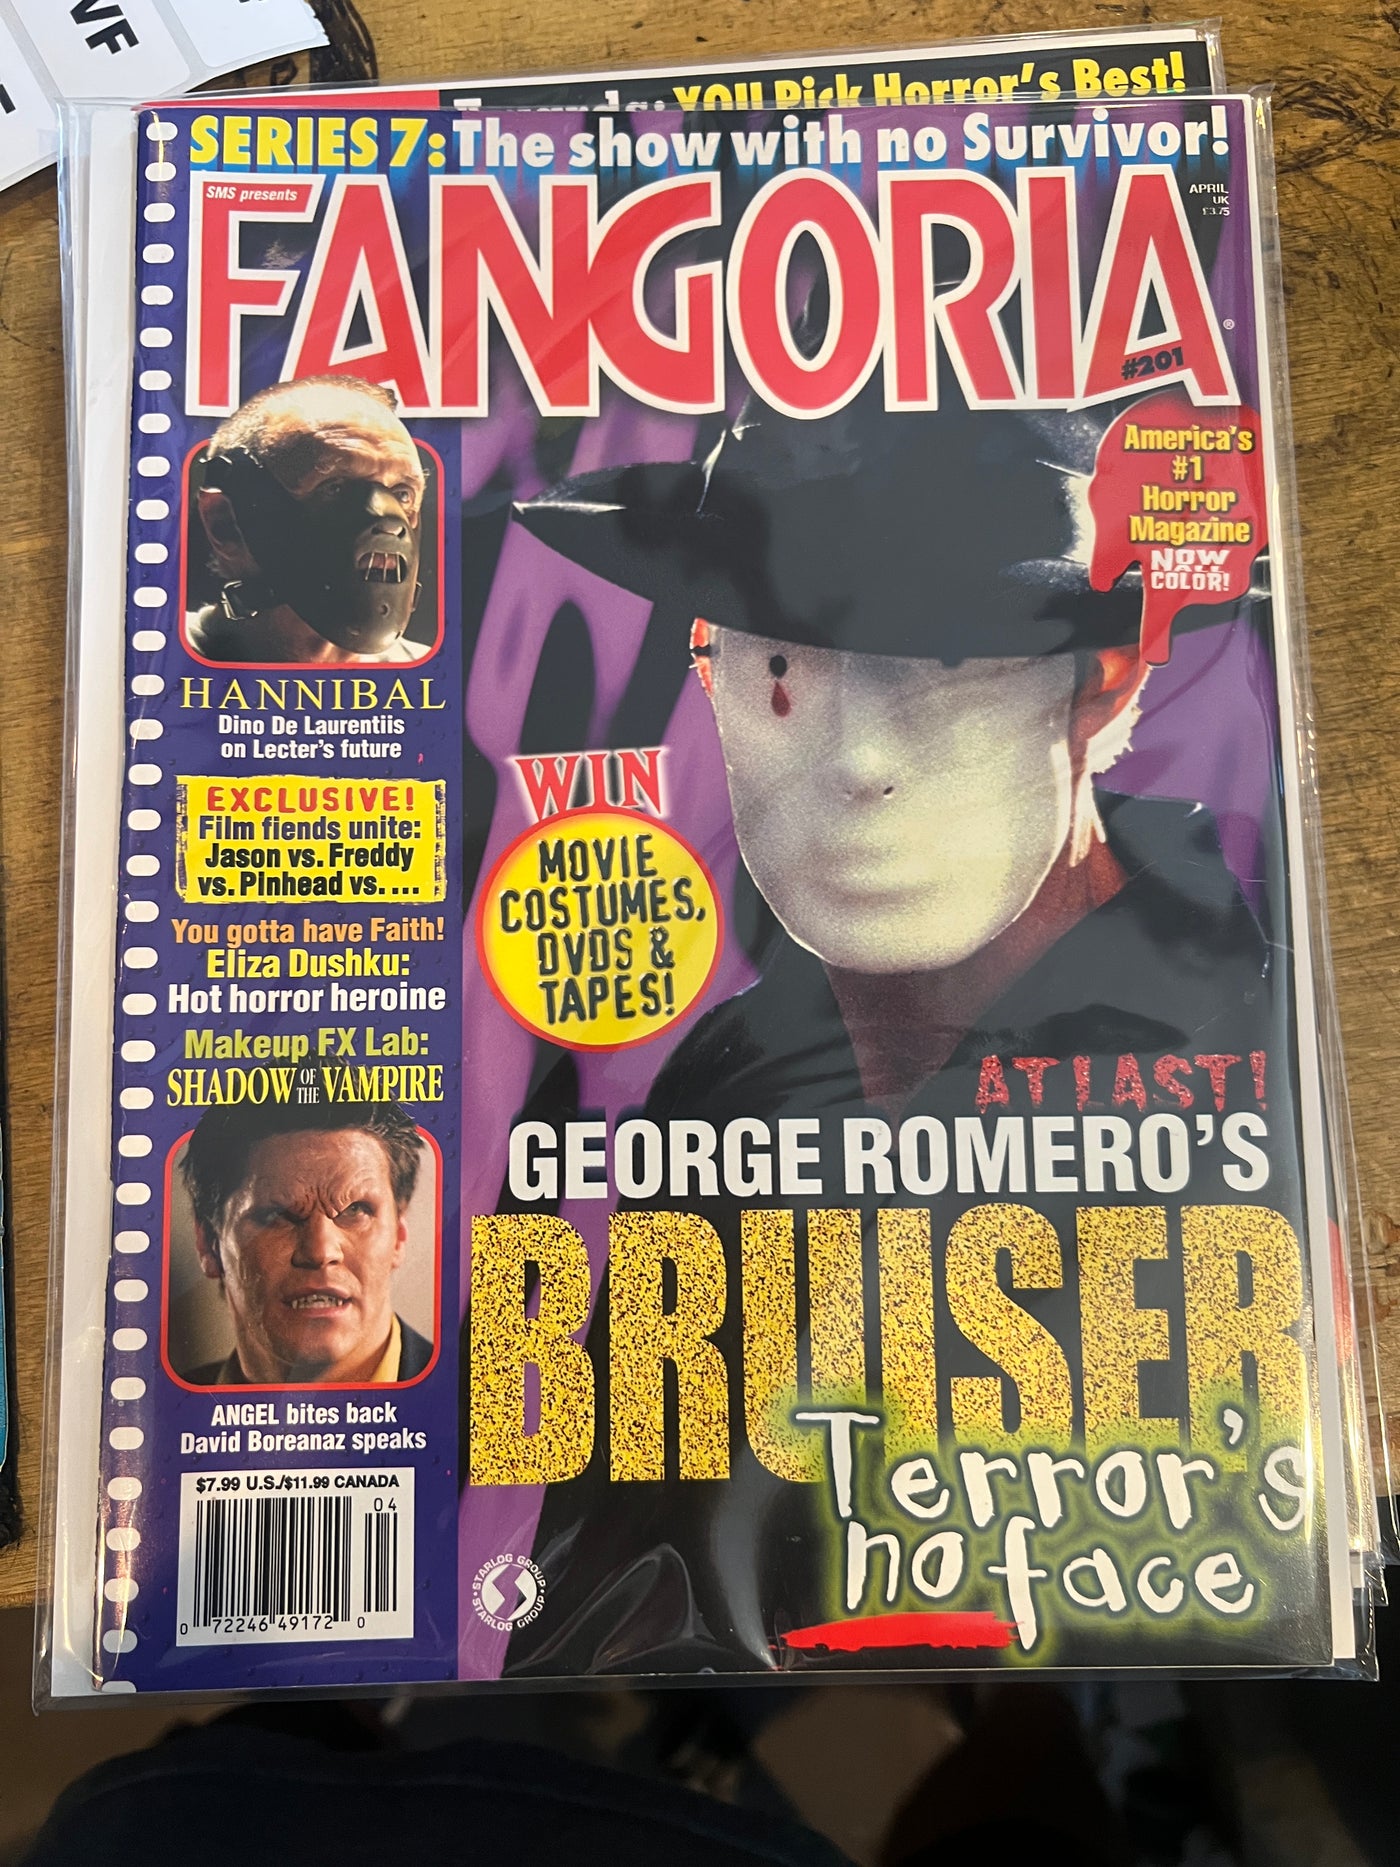 VF
YOU Pick Horror's Best!
SERIES 7: The show with no Survivor!
SMS presents
FANGORIA
®
APRIL
UK
£3.75
#201
America's
#1
Horror
Magazine
NOW
ALL
COLOR!
HANNIBAL
Dino De Laurentiis
on Lecter's future
EXCLUSIVE!
Film fiends unite:
Jason vs. Freddy
vs. Pinhead vs. ....
You gotta have Faith!
Eliza Dushku:
Hot horror heroine
Makeup FX Lab:
SHADOW OF THE VAMPIRE
ANGEL bites back
David Boreanaz speaks
$7.99 U.S./$11.99 CANADA
04
0 72246 49172 0
WIN
MOVIE
COSTUMES,
DVDS &
TAPES!
AT LAST!
GEORGE ROMERO'S
BRUISER
Terror's
no face
STARLOG GROUP • STARLOG GROUP •